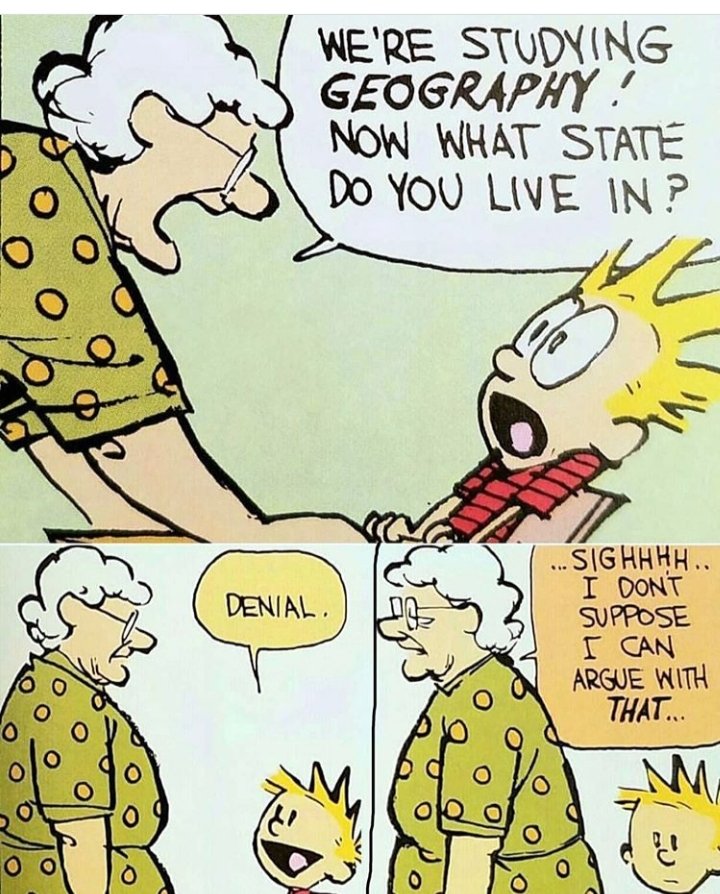 WE'RE STUDYING
GEOGRAPHY!
NOW WHAT STATE
DO YOU LIVE IN?
DENIAL.
... SIGHHHH..
I DON'T
SUPPOSE
I CAN
ARGUE WITH
THAT...